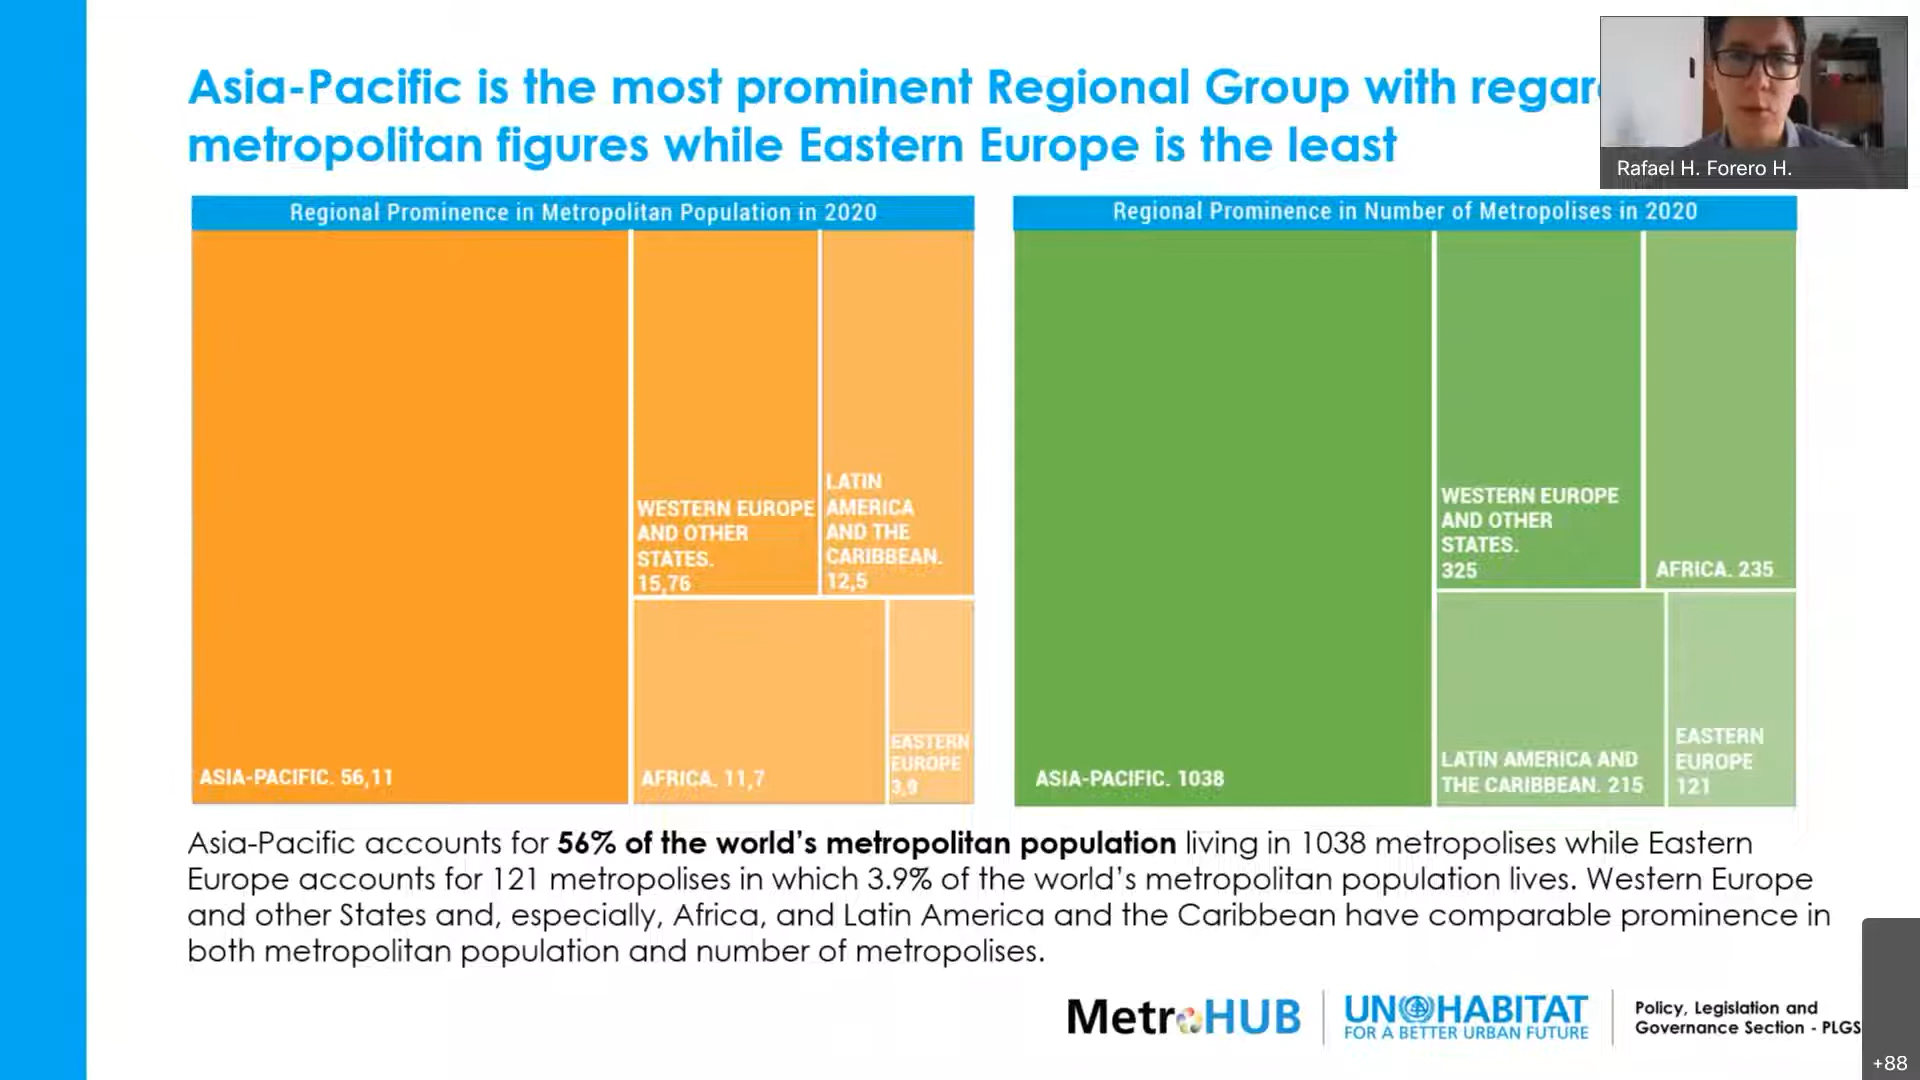 Asia-Pacific is the most prominent Regional Group with
metropolitan figures while Eastern Europe is the least
Rafael H. Forero H.
Regional Prominence in Metropolitan Population in 2020
WESTERN EUROPE
AND OTHER
STATES.
15,76
LATIN
AMERICA
AND THE
CARIBBEAN.
12,5
ASIA-PACIFIC. 56,11
AFRICA. 11,7
EASTERN
EUROPE
3,9
Regional Prominence in Number of Metropolises in 2020
WESTERN EUROPE
AND OTHER
STATES.
325
AFRICA. 235
ASIA-PACIFIC. 1038
LATIN AMERICA AND
THE CARIBBEAN. 215
EASTERN
EUROPE
121
Asia-Pacific accounts for 56% of the world's metropolitan population living in 1038 metropolises while Eastern
Europe accounts for 121 metropolises in which 3.9% of the world's metropolitan population lives. Western Europe
and other States and, especially, Africa, and Latin America and the Caribbean have comparable prominence in
both metropolitan population and number of metropolises.
MetroHUB
UN HABITAT
FOR A BETTER URBAN FUTURE
Policy, Legislation and
Governance Section - PLGS
+88